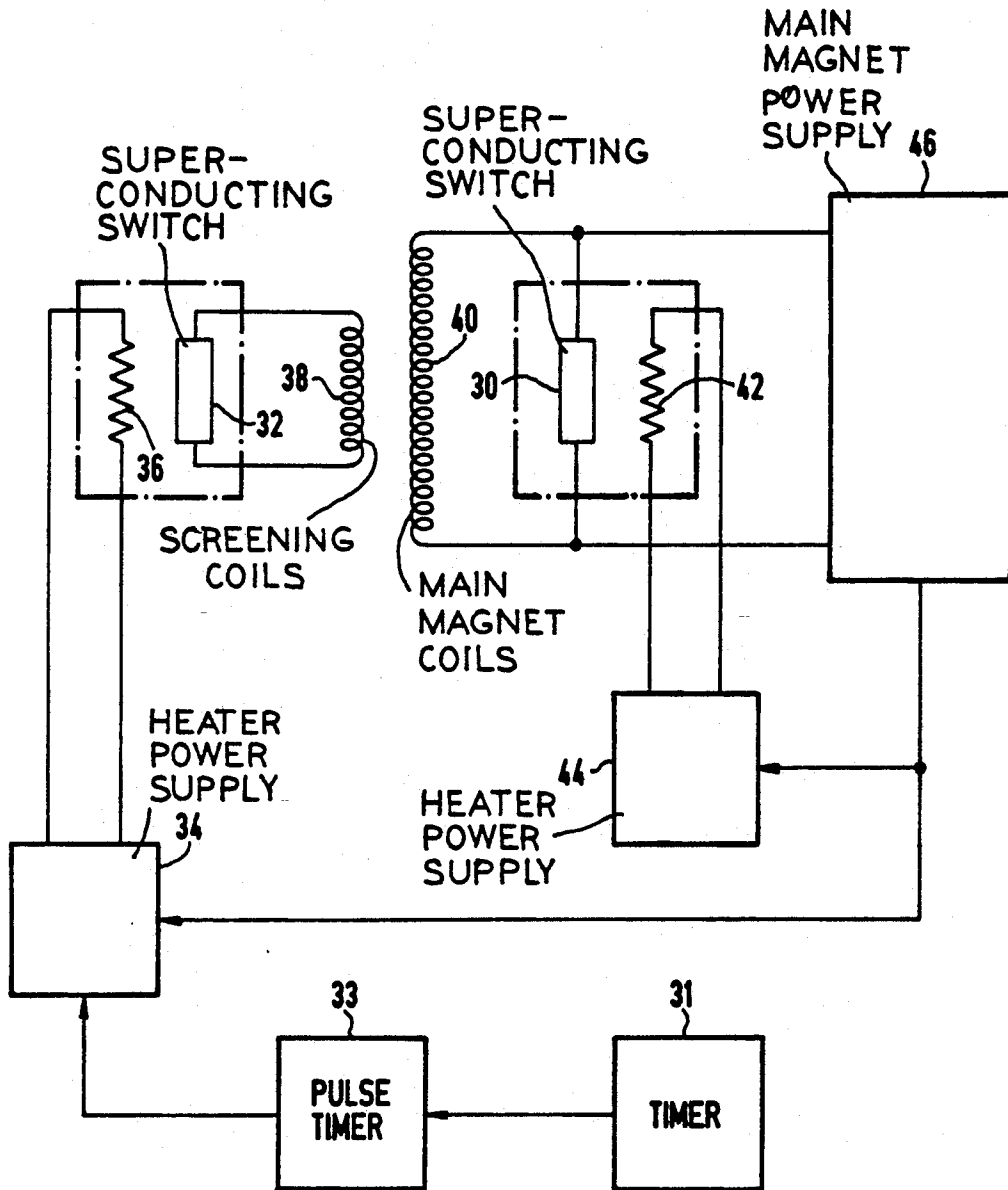 MAIN
MAGNET
POWER
SUPPLY
46
SUPER-
CONDUCTING
SWITCH
SUPER-
CONDUCTING
SWITCH
40
38
30
42
32
36
SCREENING
COILS
MAIN
MAGNET
COILS
HEATER
POWER
SUPPLY
34
44
HEATER
POWER
SUPPLY
33
31
PULSE
TIMER
TIMER